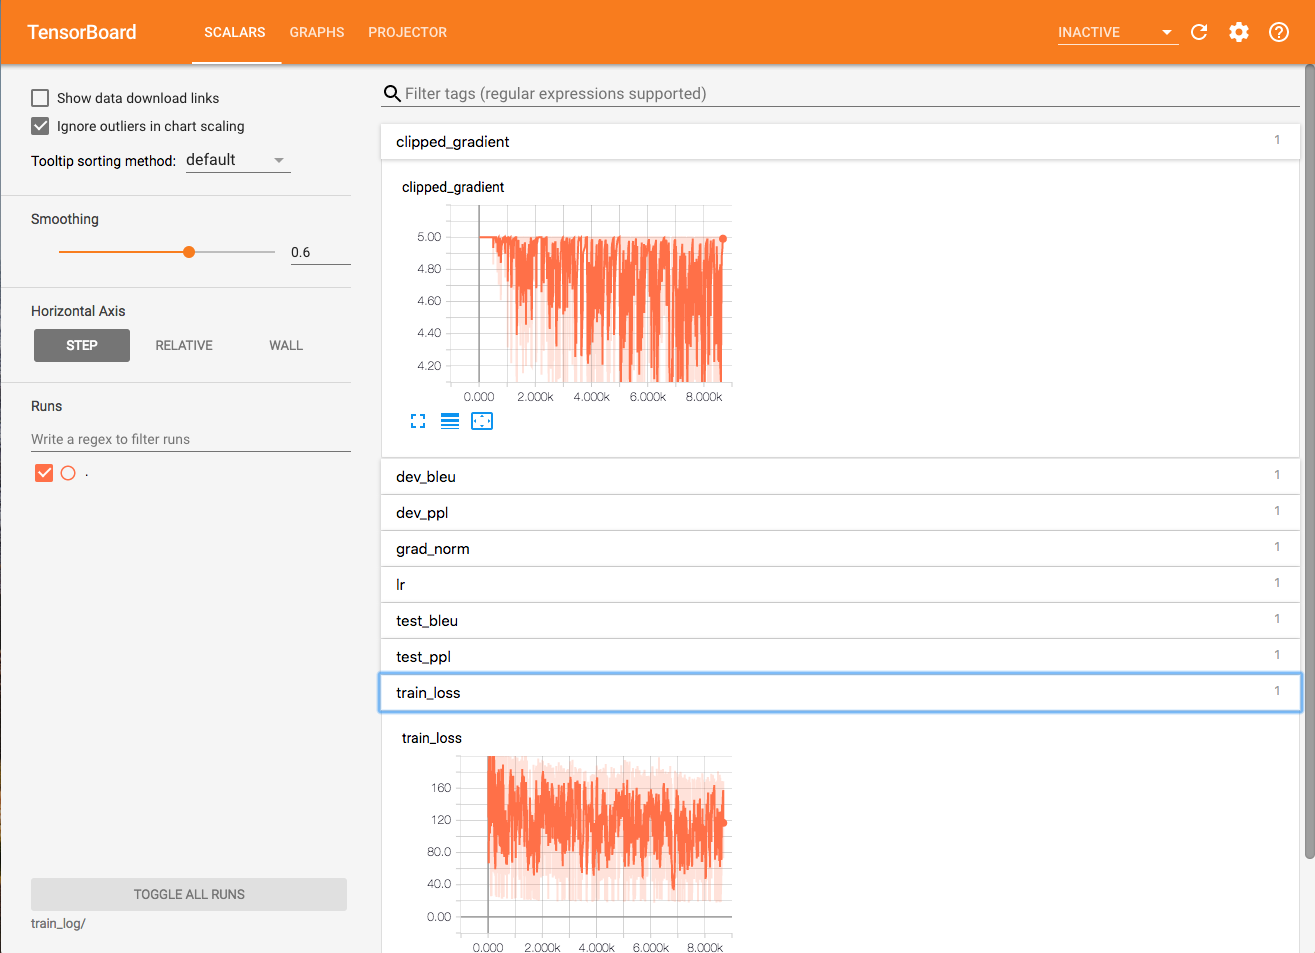 TensorBoard SCALARS GRAPHS PROJECTOR INACTIVE
Show data download links
Ignore outliers in chart scaling
Tooltip sorting method: default
Smoothing
0.6
Horizontal Axis
STEP RELATIVE WALL
Runs
Write a regex to filter runs
.
TOGGLE ALL RUNS
train_log/
Filter tags (regular expressions supported)
clipped_gradient 1
clipped_gradient
5.00
4.80
4.60
4.40
4.20
0.000 2.000k 4.000k 6.000k 8.000k
dev_bleu 1
dev_ppl 1
grad_norm 1
lr 1
test_bleu 1
test_ppl 1
train_loss 1
train_loss
160
120
80.0
40.0
0.00
0.000 2.000k 4.000k 6.000k 8.000k